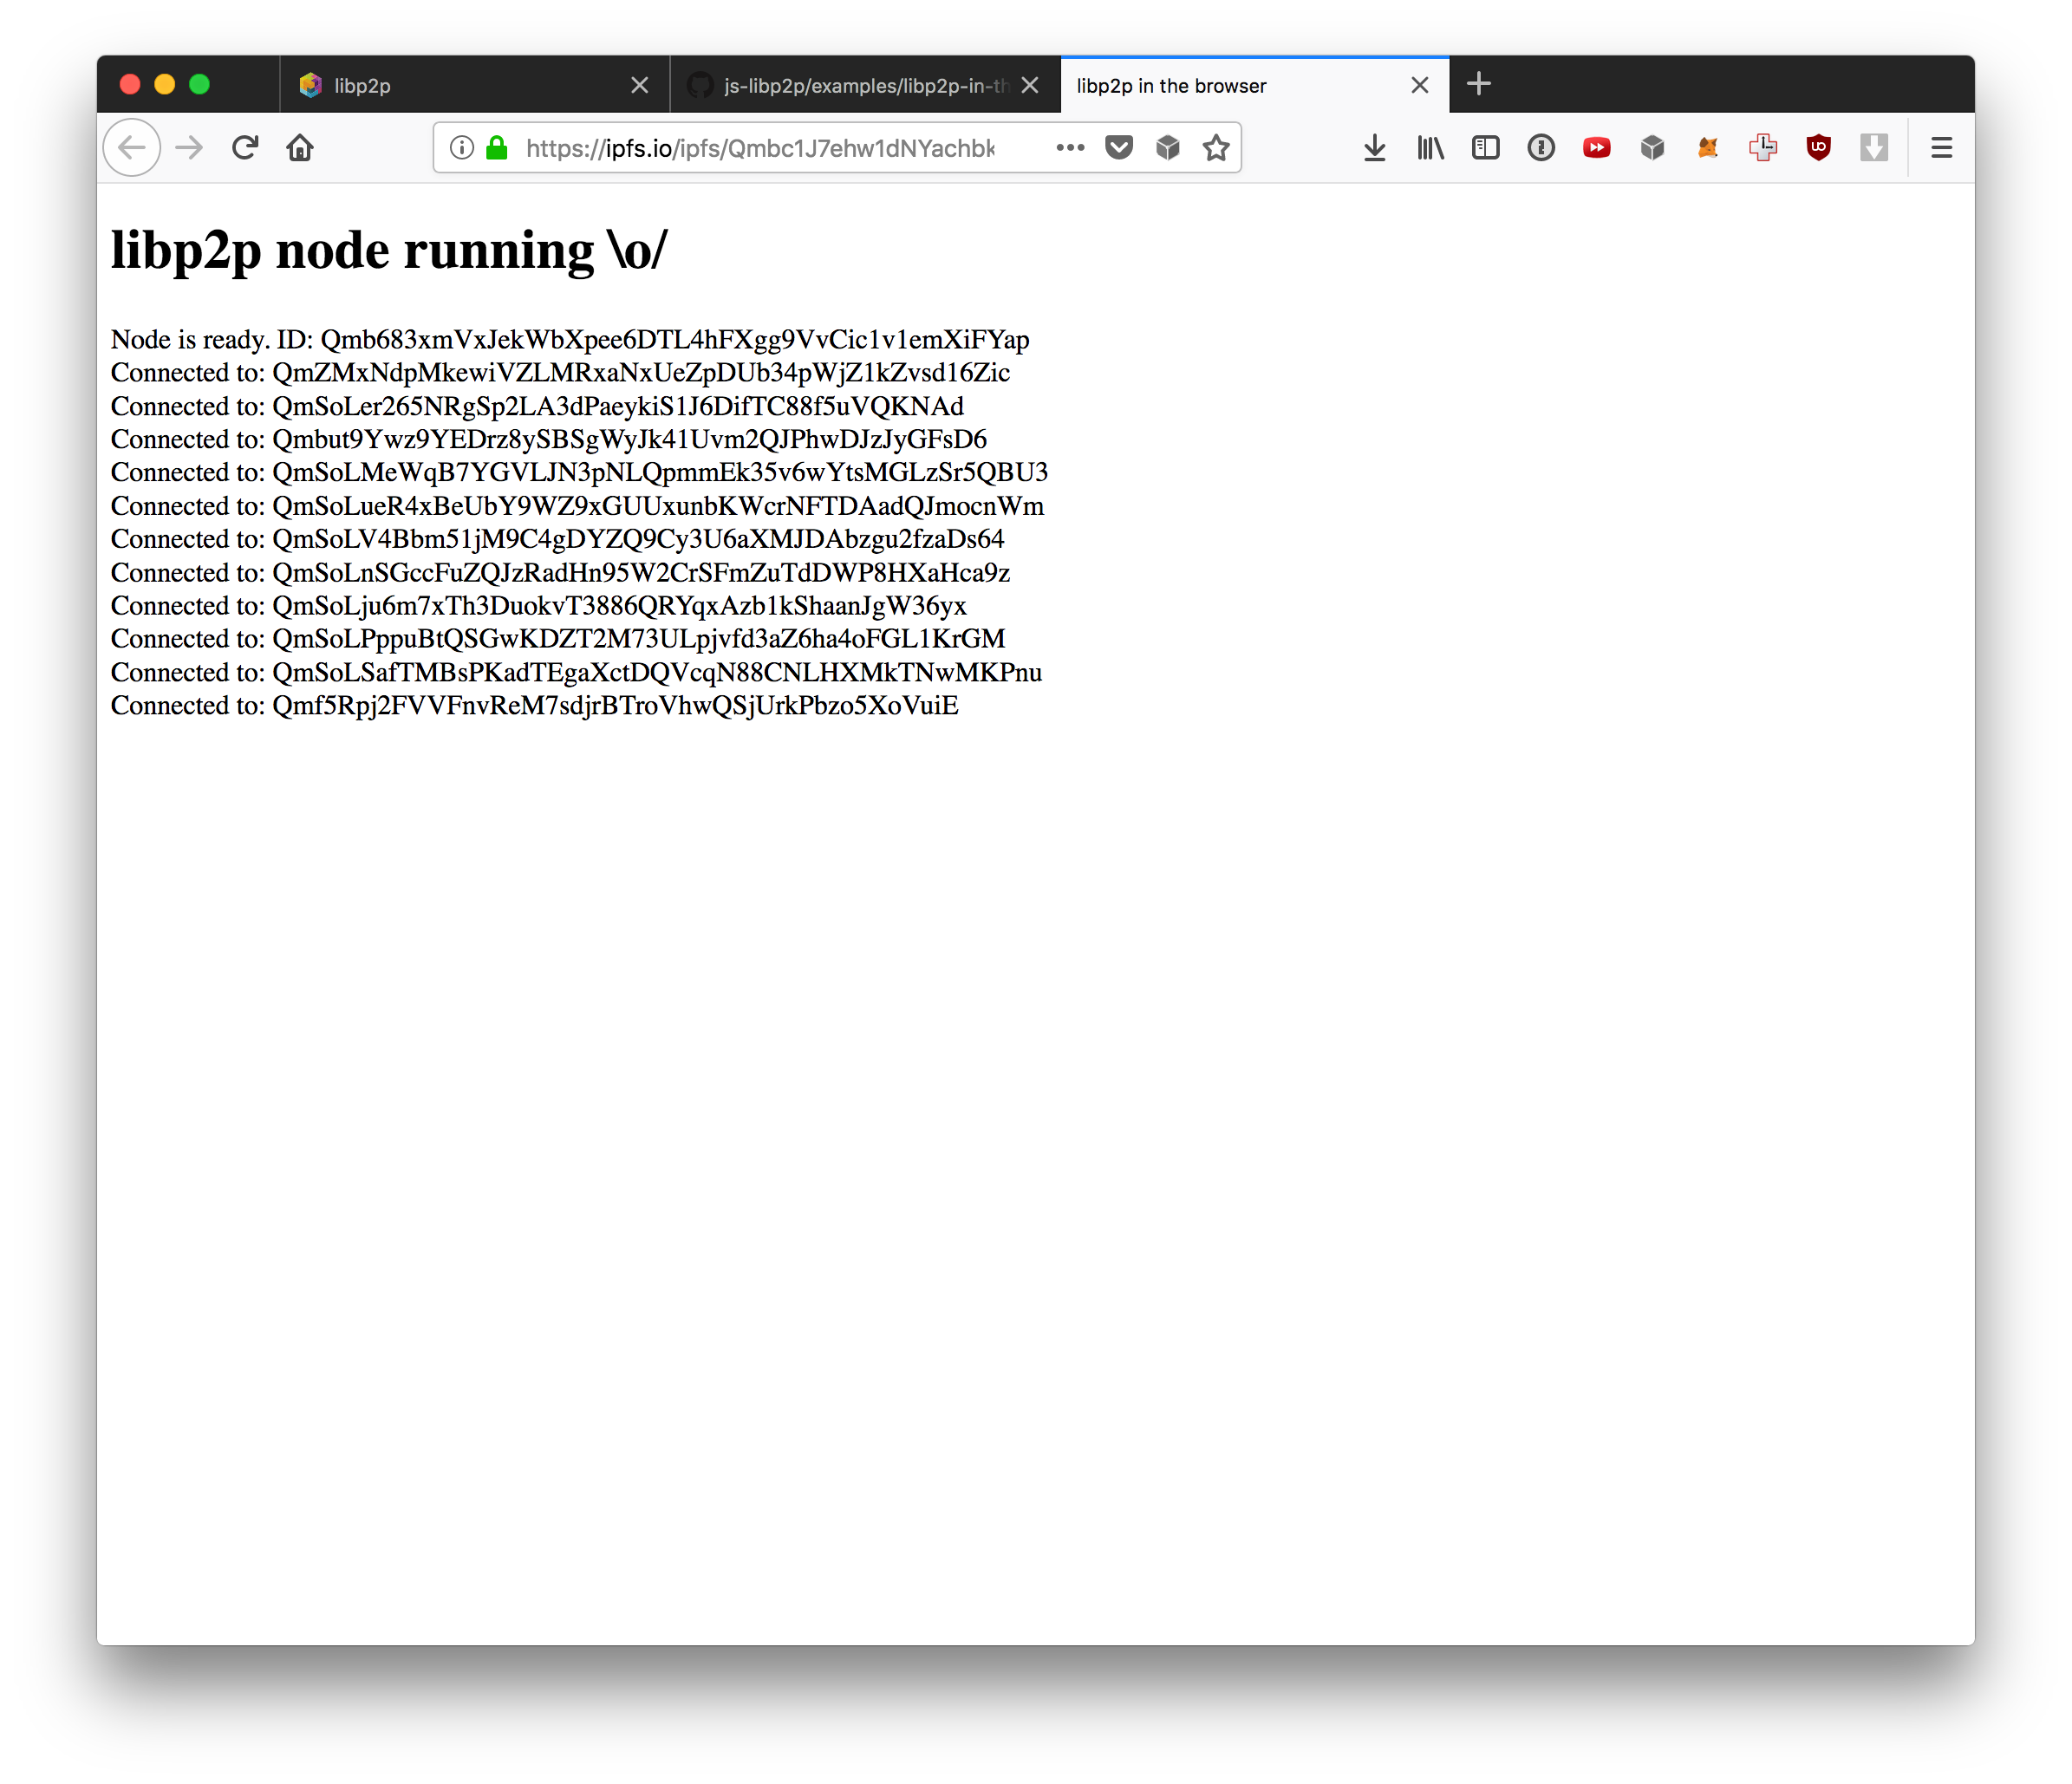 libp2p
js-libp2p/examples/libp2p-in-th
libp2p in the browser
https://ipfs.io/ipfs/Qmbc1J7ehw1dNYachbk
libp2p node running \o/
Node is ready. ID: Qmb683xmVxJekWbXpee6DTL4hFXgg9VvCic1v1emXiFYap
Connected to: QmZMxNdpMkewiVZLMRxaNxUeZpDUb34pWjZ1kZvsd16Zic
Connected to: QmSoLer265NRgSp2LA3dPaeykiS1J6DifTC88f5uVQKNAd
Connected to: Qmbut9Ywz9YEDrz8ySBSgWyJk41Uvm2QJPhwDJzJyGFsD6
Connected to: QmSoLMeWqB7YGVLJN3pNLQpmmEk35v6wYtsMGLzSr5QBU3
Connected to: QmSoLueR4xBeUbY9WZ9xGUUxunbKWcrNFTDAadQJmocnWm
Connected to: QmSoLV4Bbm51jM9C4gDYZQ9Cy3U6aXMJDAbzgu2fzaDs64
Connected to: QmSoLnSGccFuZQJzRadHn95W2CrSFmZuTdDWP8HXaHca9z
Connected to: QmSoLju6m7xTh3DuokvT3886QRYqxAzb1kShaanJgW36yx
Connected to: QmSoLPppuBtQSGwKDZT2M73ULpjvfd3aZ6ha4oFGL1KrGM
Connected to: QmSoLSafTMBsPKadTEgaXctDQVcqN88CNLHXMkTNwMKPnu
Connected to: Qmf5Rpj2FVVFnvReM7sdjrBTroVhwQSjUrkPbzo5XoVuiE